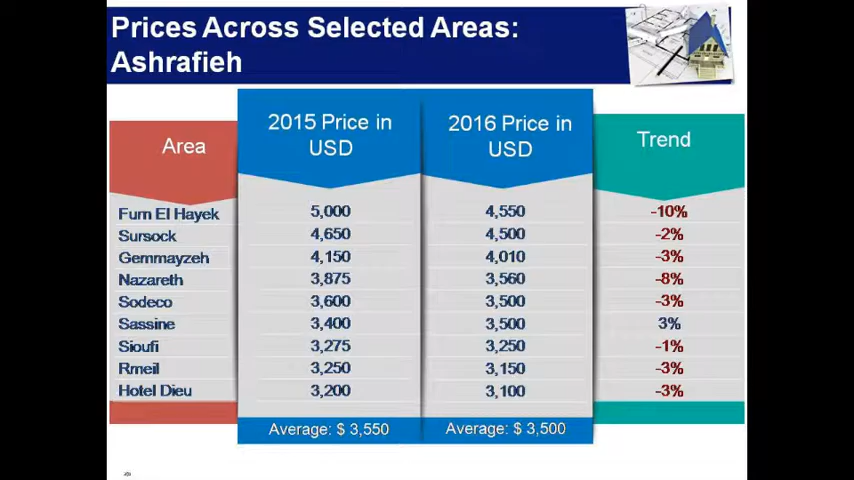 Prices Across Selected Areas:
Ashrafieh
Area 2015 Price in USD 2016 Price in USD Trend
Furn El Hayek 5,000 4,550 -10%
Sursock 4,650 4,500 -2%
Gemmayzeh 4,150 4,010 -3%
Nazareth 3,875 3,560 -8%
Sodeco 3,600 3,500 -3%
Sassine 3,400 3,500 3%
Sioufi 3,275 3,250 -1%
Rmeil 3,250 3,150 -3%
Hotel Dieu 3,200 3,100 -3%
Average: $ 3,550 Average: $ 3,500